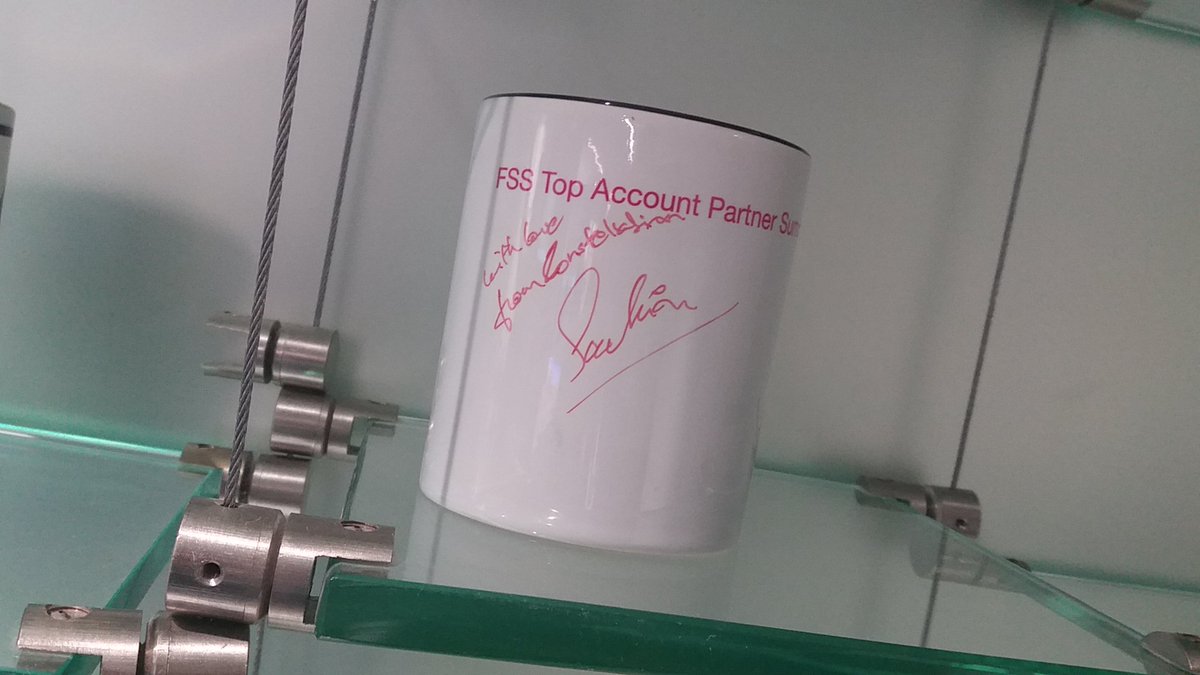 FSS Top Account Partner Sum
with love
from Constellation